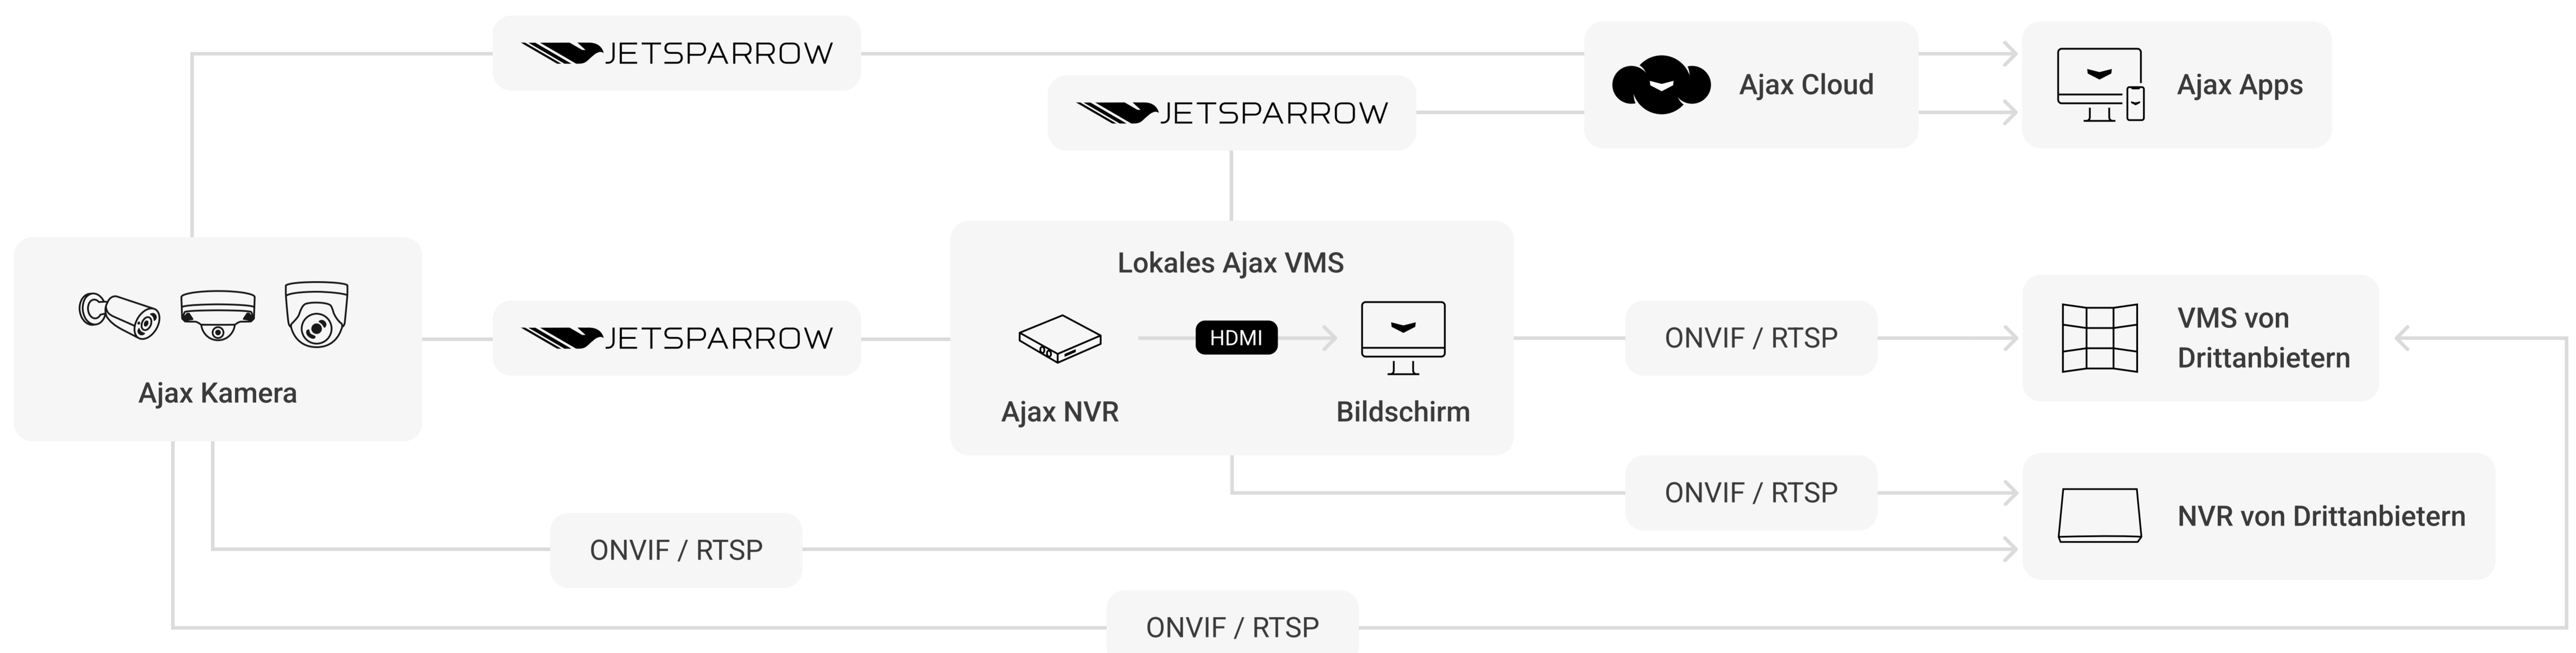 JETSPARROW
JETSPARROW
Ajax Cloud
Ajax Apps
Ajax Kamera
JETSPARROW
Lokales Ajax VMS
HDMI
Ajax NVR
Bildschirm
ONVIF / RTSP
VMS von
Drittanbietern
ONVIF / RTSP
NVR von Drittanbietern
ONVIF / RTSP
ONVIF / RTSP